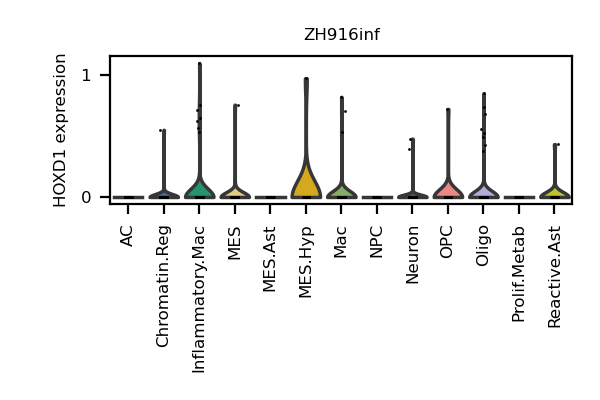 ZH916inf
HOXD1 expression
1
0
AC
Chromatin.Reg
Inflammatory.Mac
MES
MES.Ast
MES.Hyp
Mac
NPC
Neuron
OPC
Oligo
Prolif.Metab
Reactive.Ast